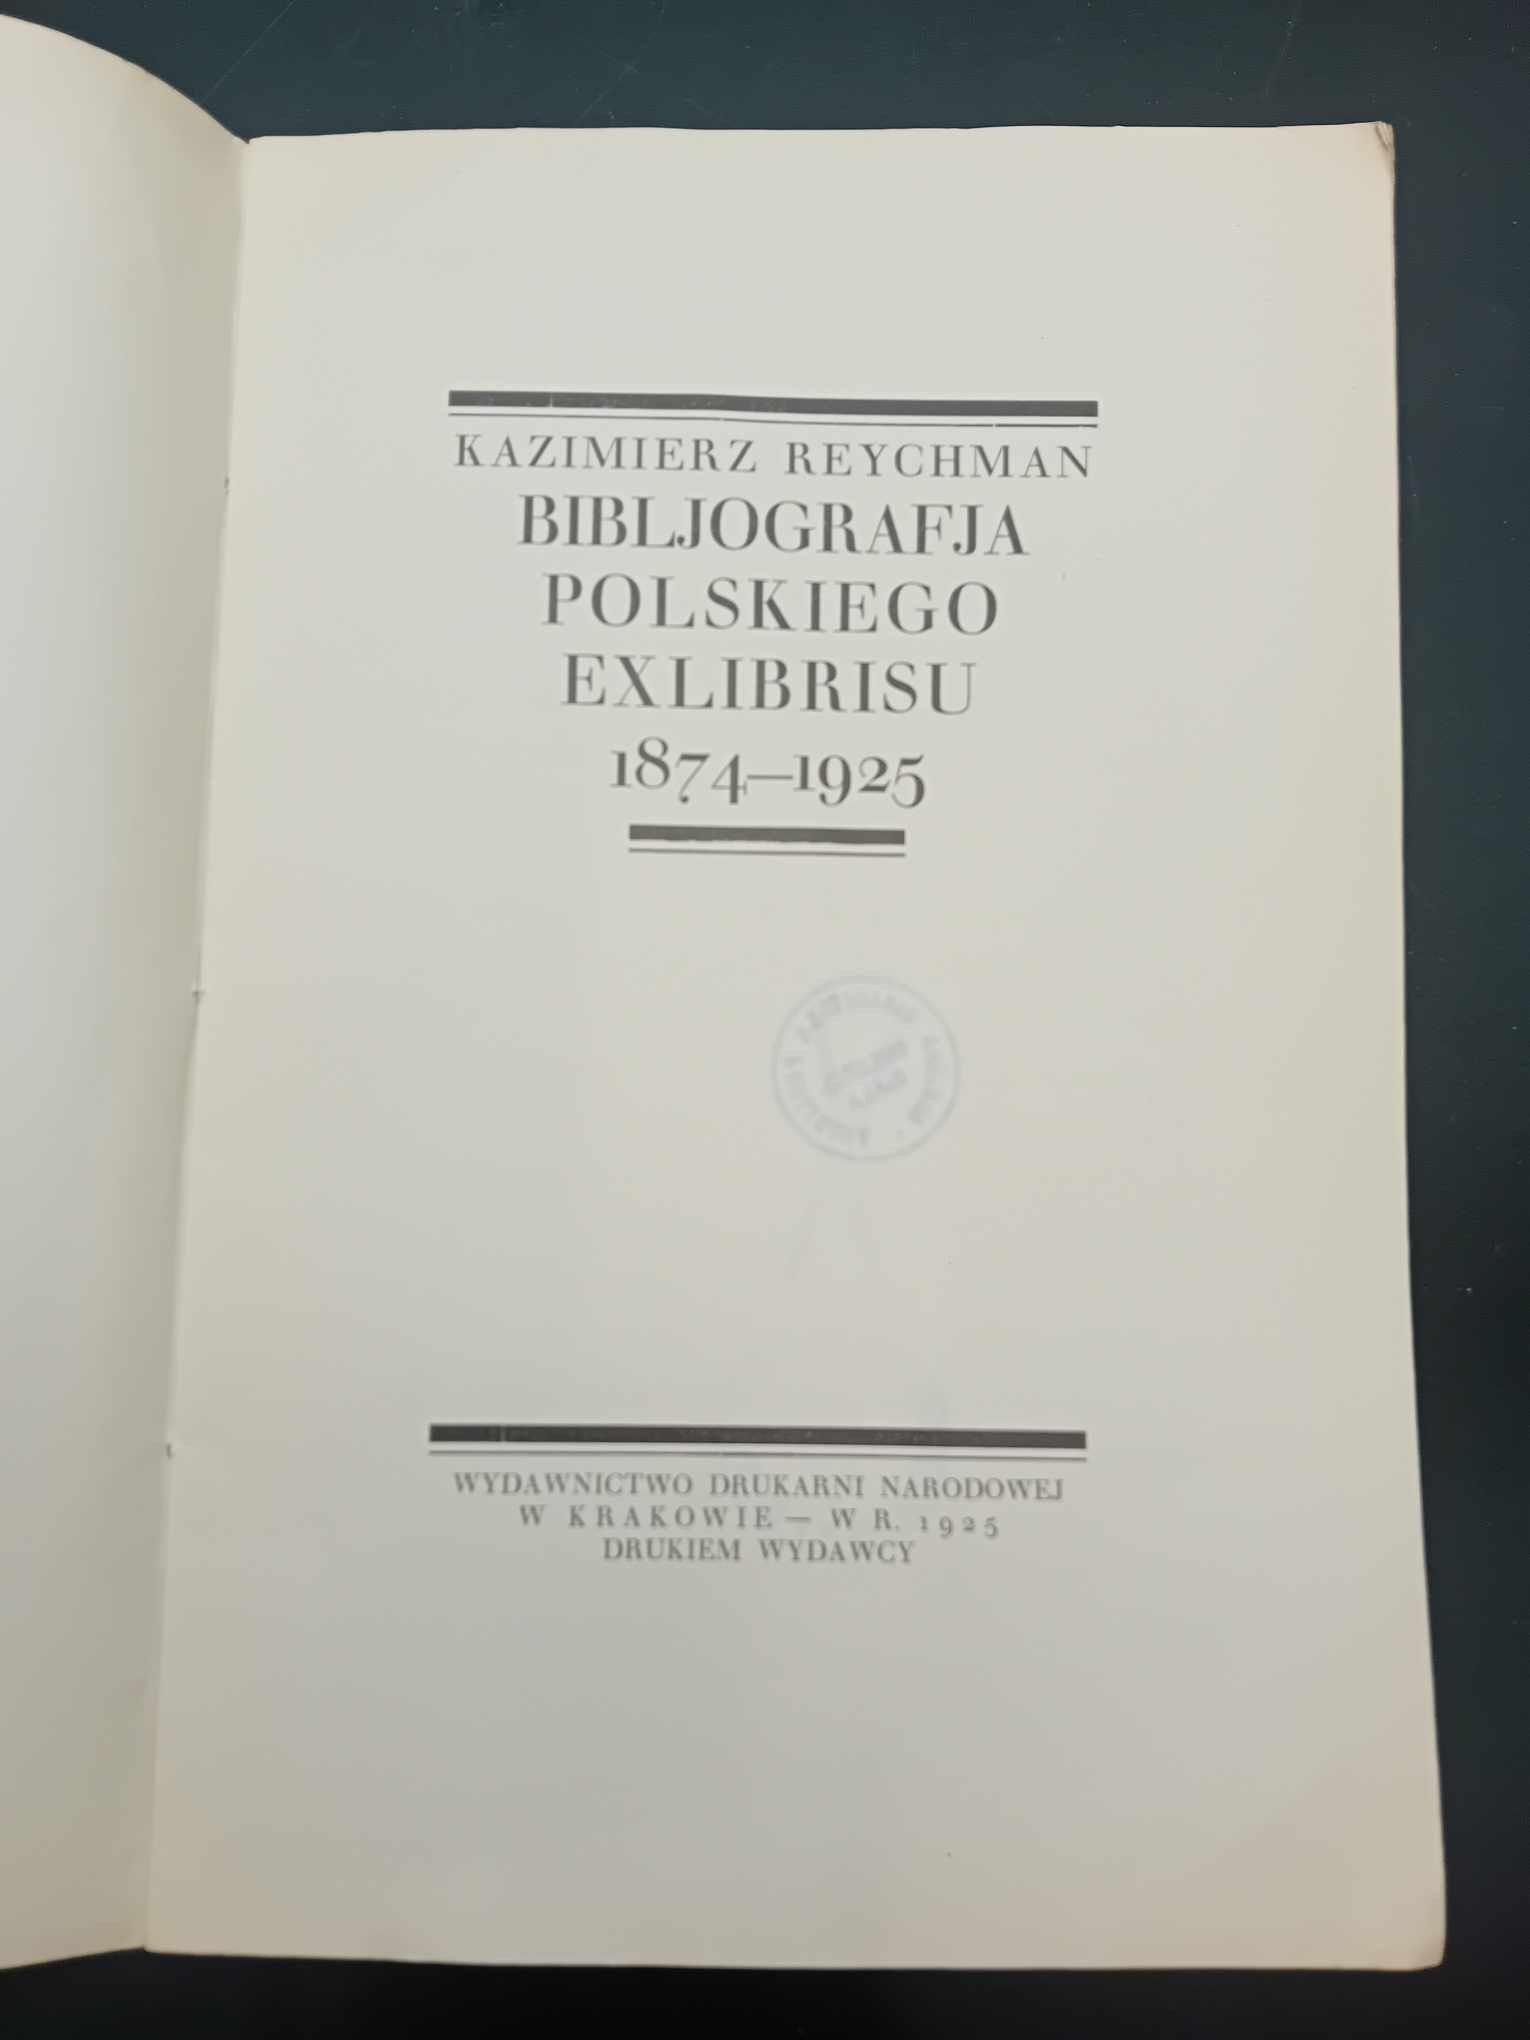 KAZIMIERZ REYCHMAN
BIBLJOGRAFJA
POLSKIEGO
EXLIBRISU
1874—1925
WYDAWNICTWO DRUKARNI NARODOWEJ
W KRAKOWIE — W R. 1925
DRUKIEM WYDAWCY